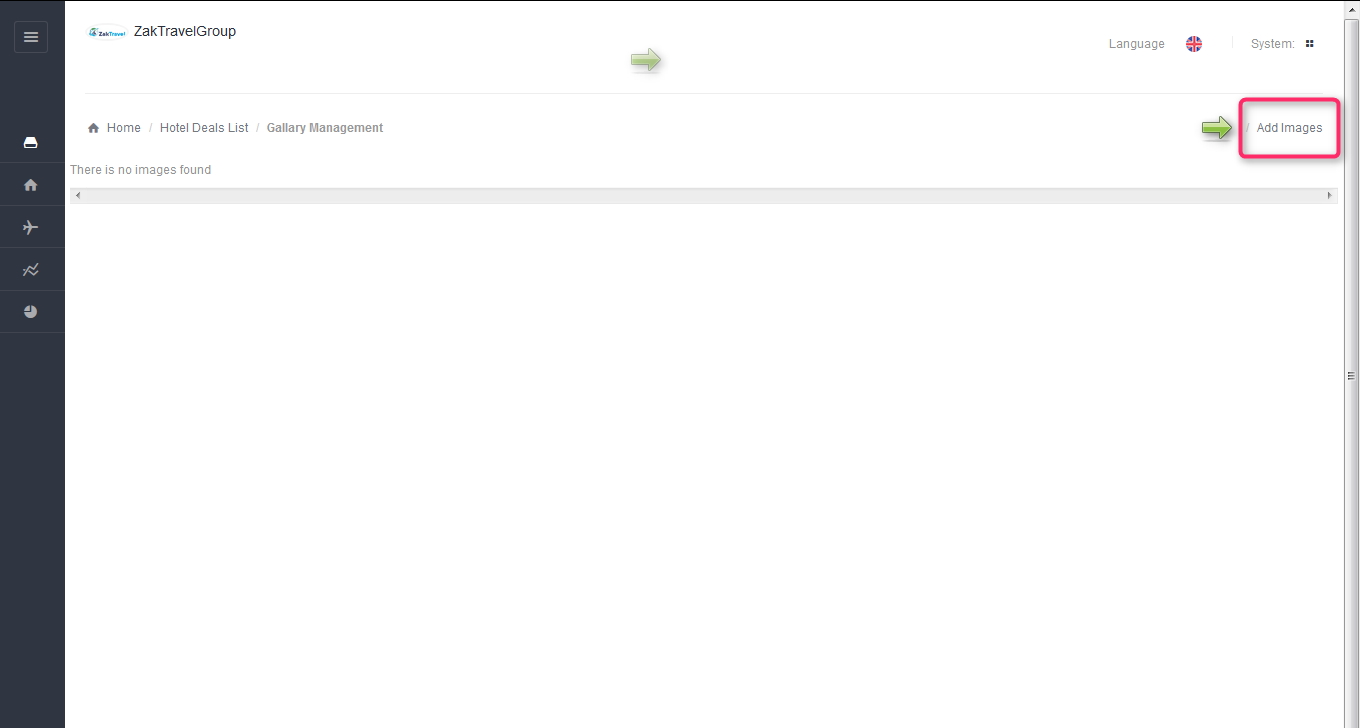 ZakTravel ZakTravelGroup
Language
System:
Home / Hotel Deals List / Gallary Management
/ Add Images
There is no images found